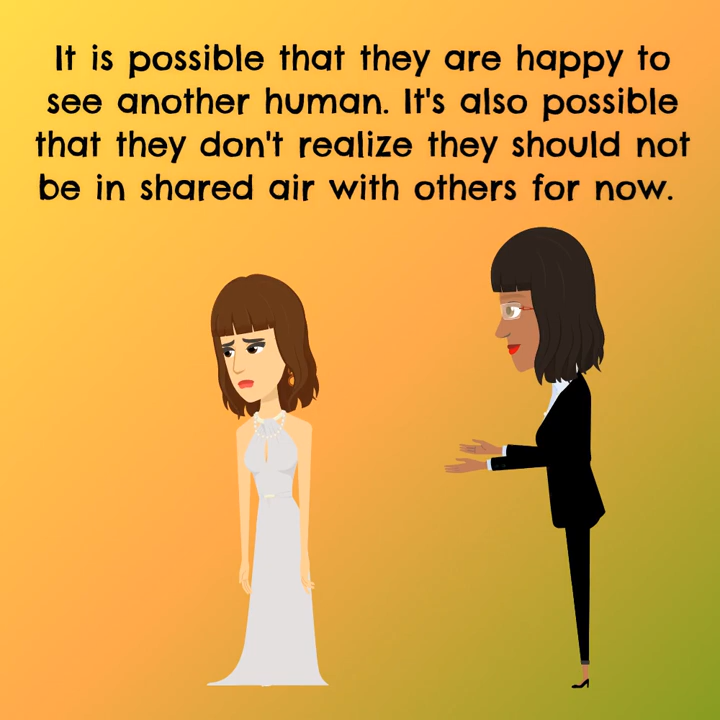 It is possible that they are happy to
see another human. It's also possible
that they don't realize they should not
be in shared air with others for now.